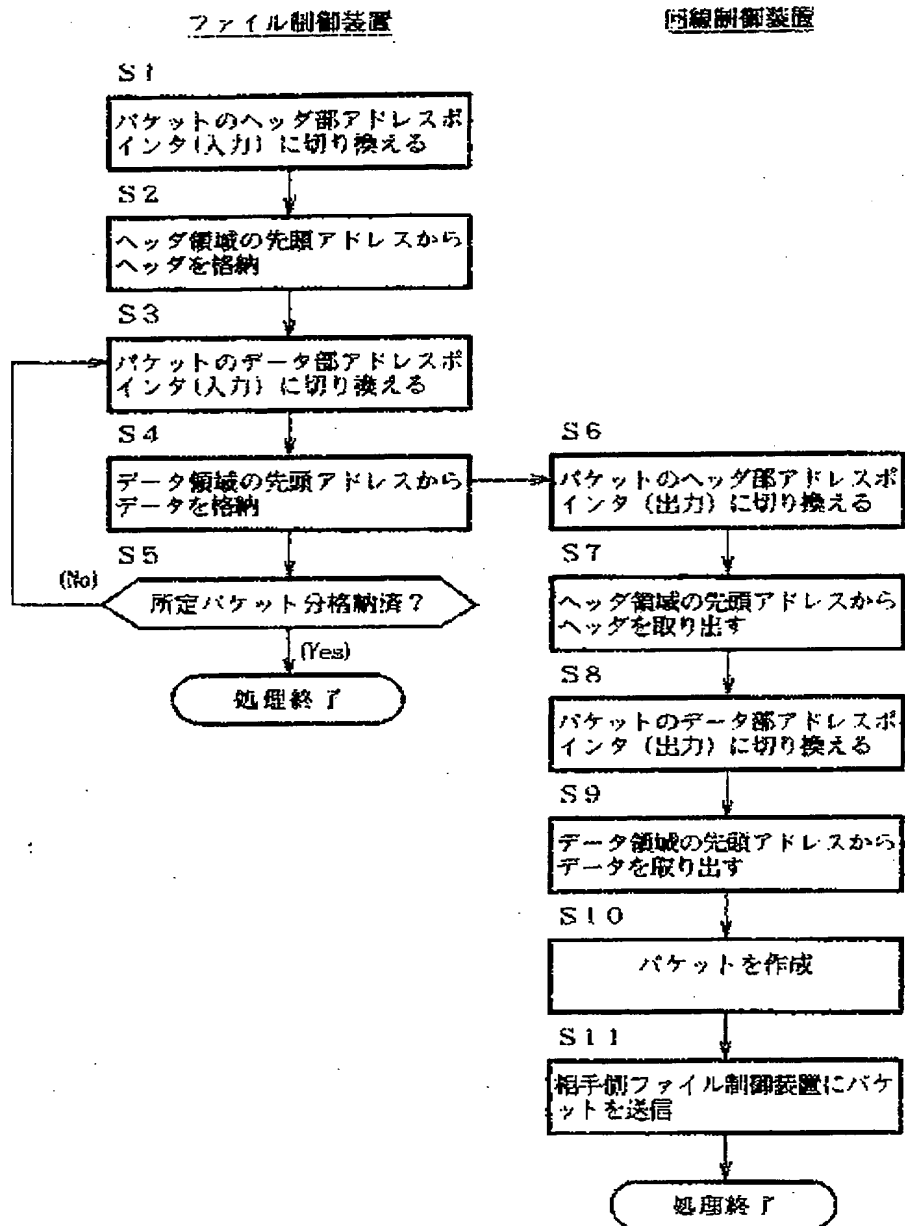 ファイル制御装置
S1
パケットのヘッダ部アドレスポ
インタ(入力)に切り換える
S2
ヘッダ領域の先頭アドレスから
ヘッダを格納
S3
パケットのデータ部アドレスポ
インタ(入力)に切り換える
S4
データ領域の先頭アドレスから
データを格納
S5
(No)
所定パケット分格納済?
(Yes)
処理終了
回線制御装置
S6
パケットのヘッダ部アドレスポ
インタ(出力)に切り換える
S7
ヘッダ領域の先頭アドレスから
ヘッダを取り出す
S8
パケットのデータ部アドレスポ
インタ(出力)に切り換える
S9
データ領域の先頭アドレスから
データを取り出す
S10
パケットを作成
S11
相手側ファイル制御装置にパケ
ットを送信
処理終了